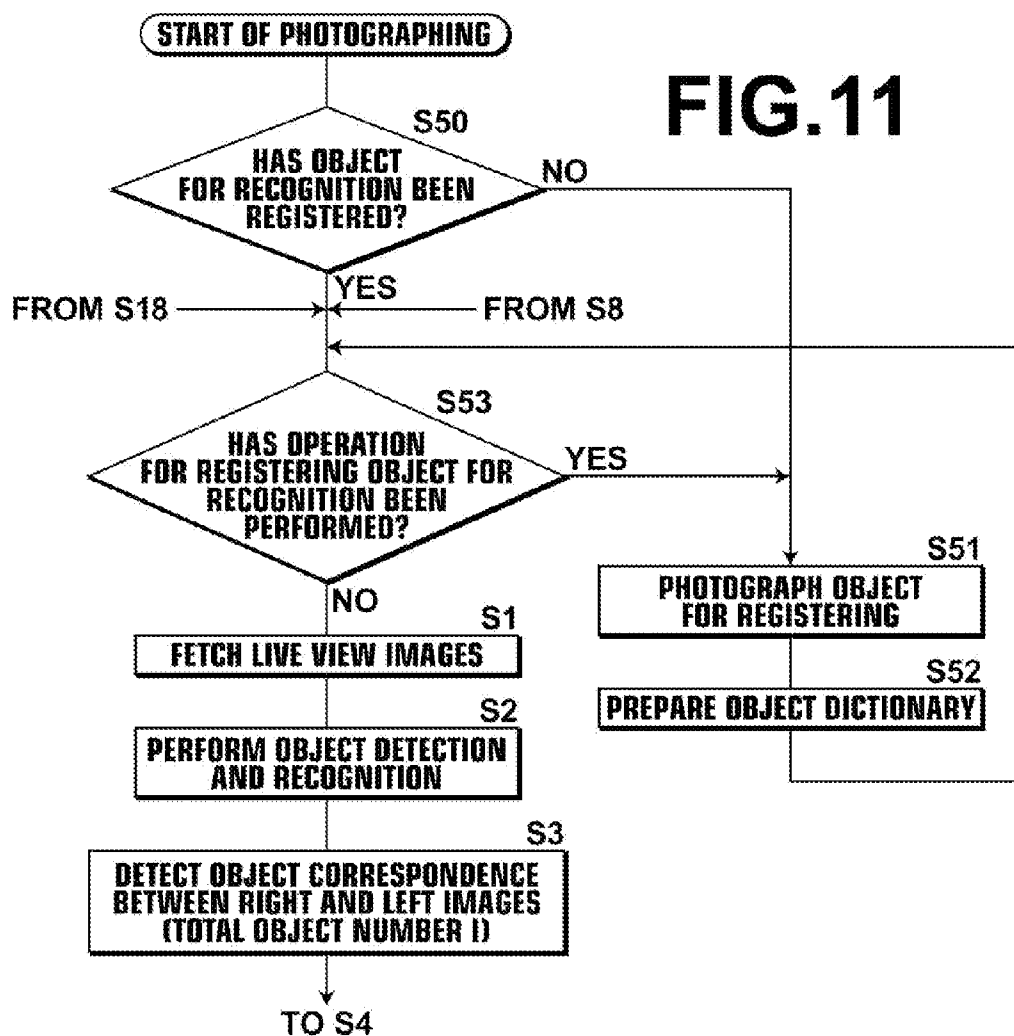 START OF PHOTOGRAPHING
FIG.11
S50
HAS OBJECT
FOR RECOGNITION BEEN
REGISTERED?
NO
YES
FROM S18
FROM S8
S53
HAS OPERATION
FOR REGISTERING OBJECT FOR
RECOGNITION BEEN
PERFORMED?
YES
NO
S51
PHOTOGRAPH OBJECT
FOR REGISTERING
S52
PREPARE OBJECT DICTIONARY
S1
FETCH LIVE VIEW IMAGES
S2
PERFORM OBJECT DETECTION
AND RECOGNITION
S3
DETECT OBJECT CORRESPONDENCE
BETWEEN RIGHT AND LEFT IMAGES
(TOTAL OBJECT NUMBER I)
TO S4